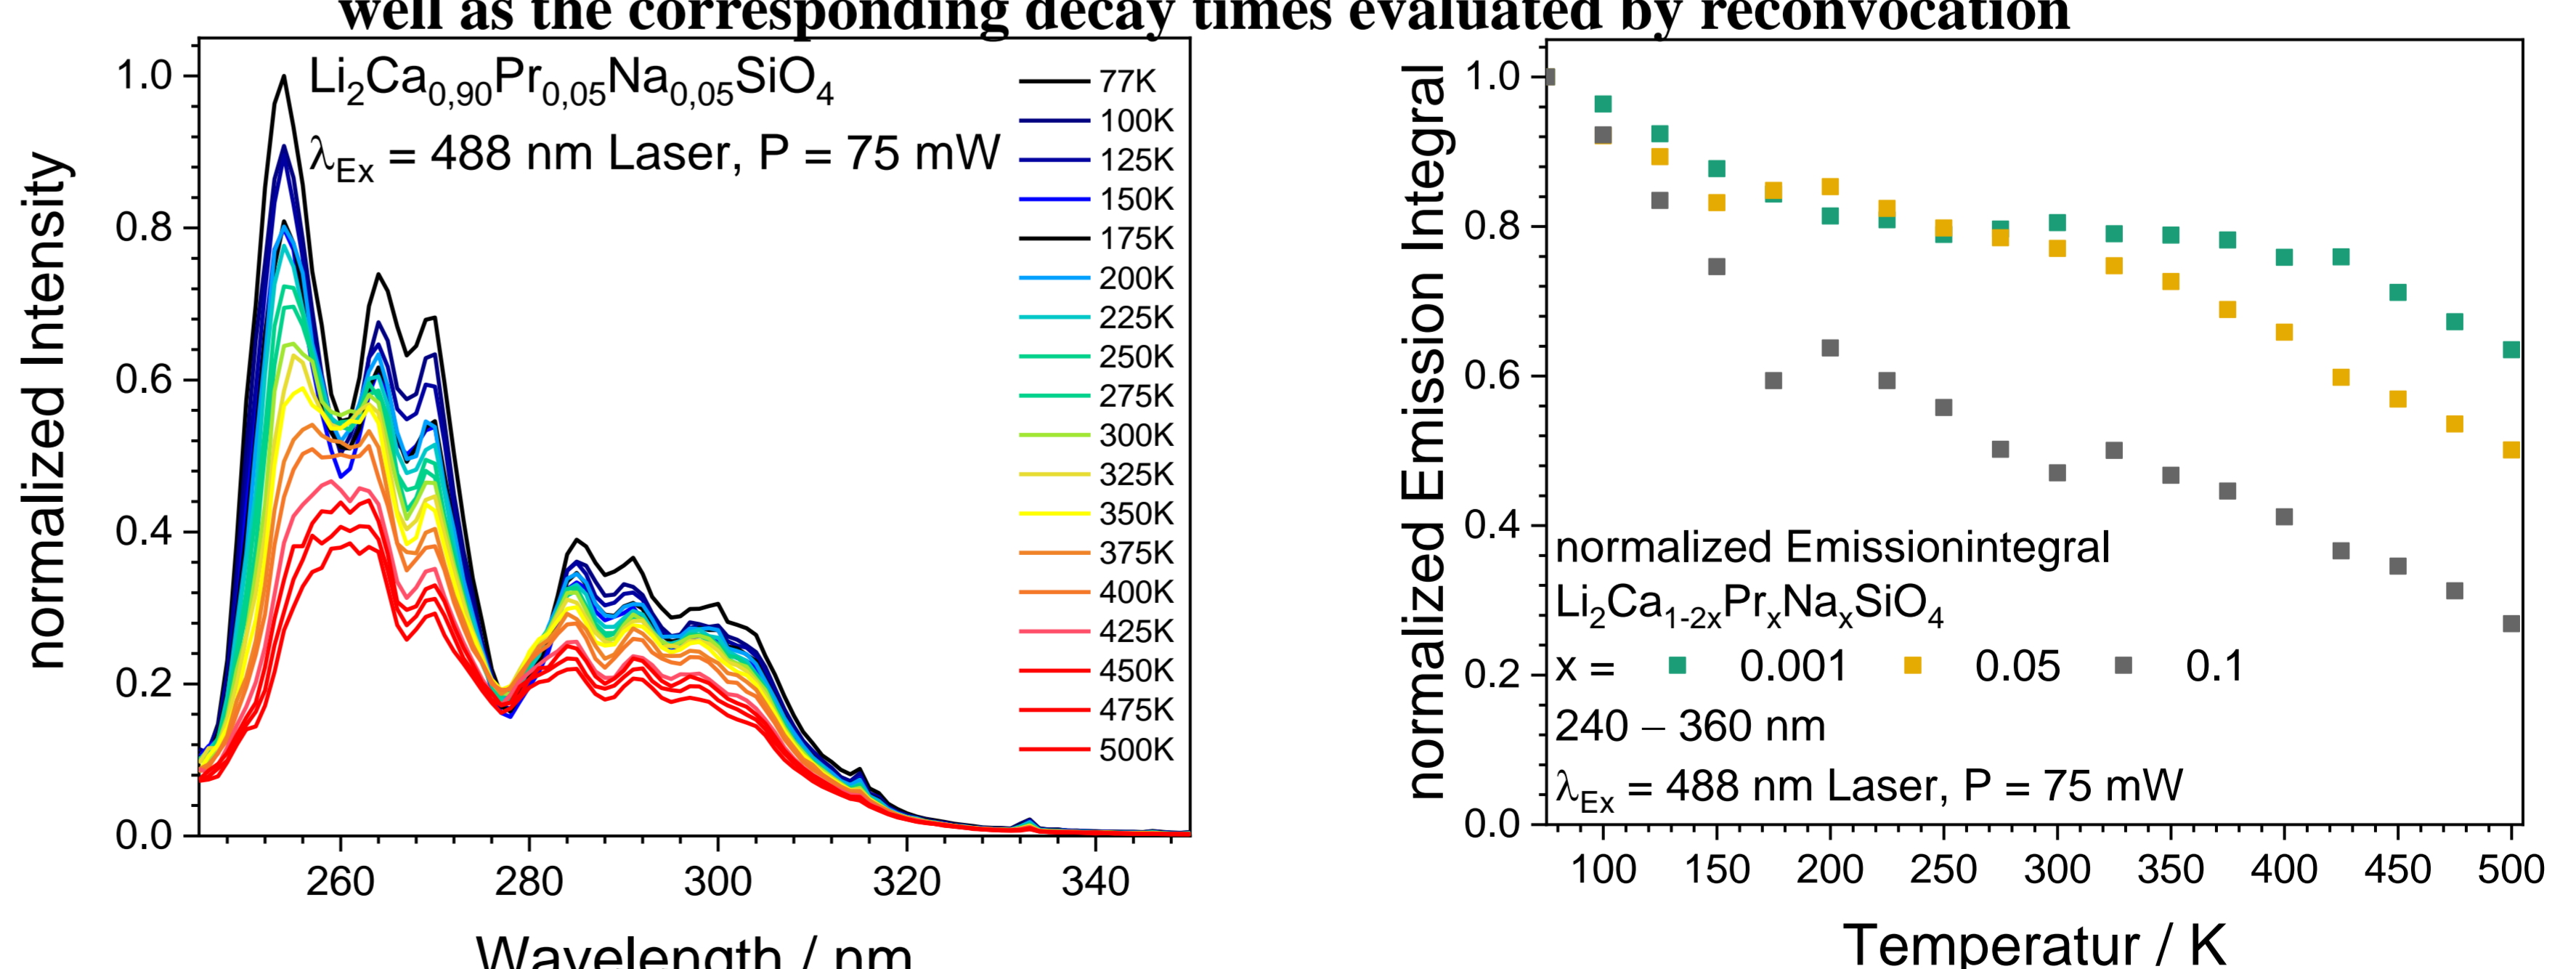 well as the corresponding decay times evaluated by reconvocation
normalized Intensity
1.0
0.8
0.6
0.4
0.2
0.0
Li2Ca0,90Pr0,05Na0,05SiO4
λEx = 488 nm Laser, P = 75 mW
77K
100K
125K
150K
175K
200K
225K
250K
275K
300K
325K
350K
375K
400K
425K
450K
475K
500K
260 280 300 320 340
Wavelength / nm
normalized Emission Integral
1.0
0.8
0.6
0.4
0.2
0.0
normalized Emissionintegral
Li2Ca1-2xPrxNaxSiO4
x = 0.001 0.05 0.1
240 – 360 nm
λEx = 488 nm Laser, P = 75 mW
100 150 200 250 300 350 400 450 500
Temperatur / K